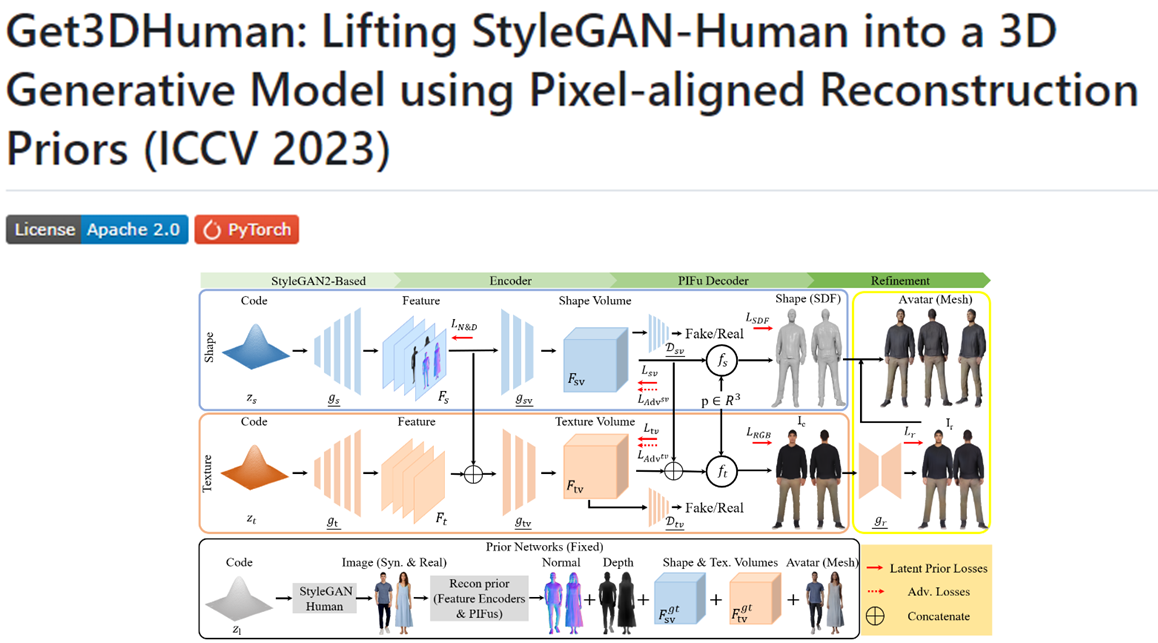 Get3DHuman: Lifting StyleGAN-Human into a 3D
Generative Model using Pixel-aligned Reconstruction
Priors (ICCV 2023)
License Apache 2.0 PyTorch
StyleGAN2-Based Encoder PIFu Decoder Refinement
Code Feature Shape Volume Shape (SDF) Avatar (Mesh)
L_N&D L_SDF
Shape
Fake/Real
D_sv
F_sv L_sv f_s
L_Adv^sv
z_s g_s F_s g_sv p ∈ R^3
Code Feature Texture Volume I_c I_r
L_tv L_RGB L_r
L_Adv^tv
Texture
F_tv f_t
Fake/Real
z_t g_t F_t g_tv D_tv g_r
Prior Networks (Fixed)
Code Image (Syn. & Real) Normal Depth Shape & Tex. Volumes Avatar (Mesh)
StyleGAN
Human
Recon prior
(Feature Encoders
& PIFus)
+ + F_sv^gt + F_tv^gt +
z_l
Latent Prior Losses
Adv. Losses
Concatenate